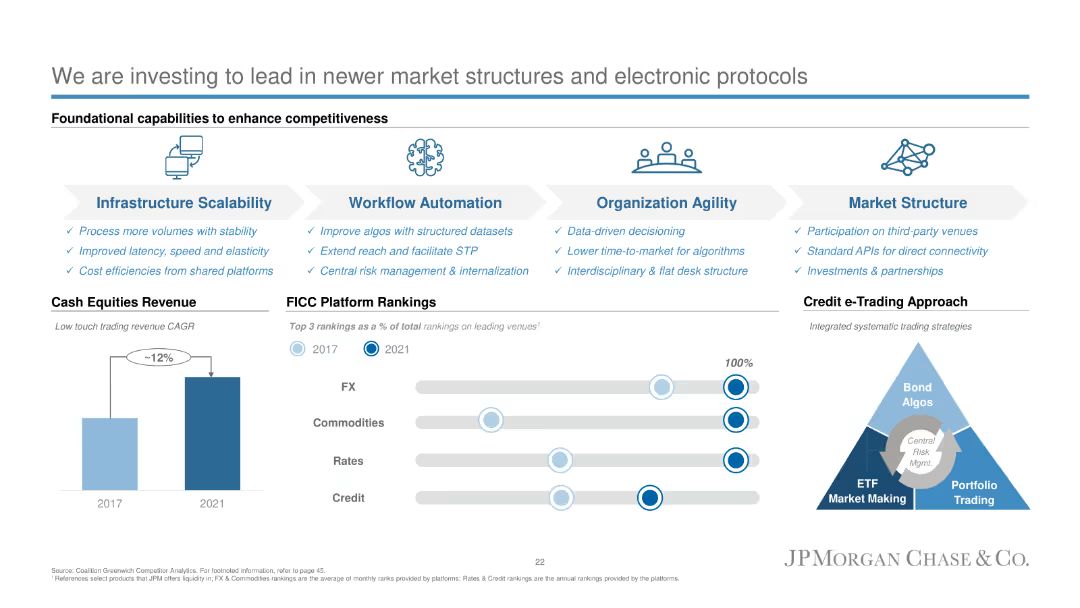 We are investing to lead in newer market structures and electronic protocols
Foundational capabilities to enhance competitiveness
Infrastructure Scalability
✓ Process more volumes with stability
✓ Improved latency, speed and elasticity
✓ Cost efficiencies from shared platforms
Workflow Automation
✓ Improve algos with structured datasets
✓ Extend reach and facilitate STP
✓ Central risk management & internalization
Organization Agility
✓ Data-driven decisioning
✓ Lower time-to-market for algorithms
✓ Interdisciplinary & flat desk structure
Market Structure
✓ Participation on third-party venues
✓ Standard APIs for direct connectivity
✓ Investments & partnerships
Cash Equities Revenue
Low touch trading revenue CAGR
~12%
2017
2021
FICC Platform Rankings
Top 3 rankings as a % of total rankings on leading venues¹
2017
2021
100%
FX
Commodities
Rates
Credit
Credit e-Trading Approach
Integrated systematic trading strategies
Bond
Algos
Central
Risk
Mgmt.
ETF
Market Making
Portfolio
Trading
Source: Coalition Greenwich Competitor Analytics. For footnoted information, refer to page 45.
¹ References select products that JPM offers liquidity in; FX & Commodities rankings are the average of monthly ranks provided by platforms; Rates & Credit rankings are the annual rankings provided by the platforms.
22
JPMORGAN CHASE & CO.